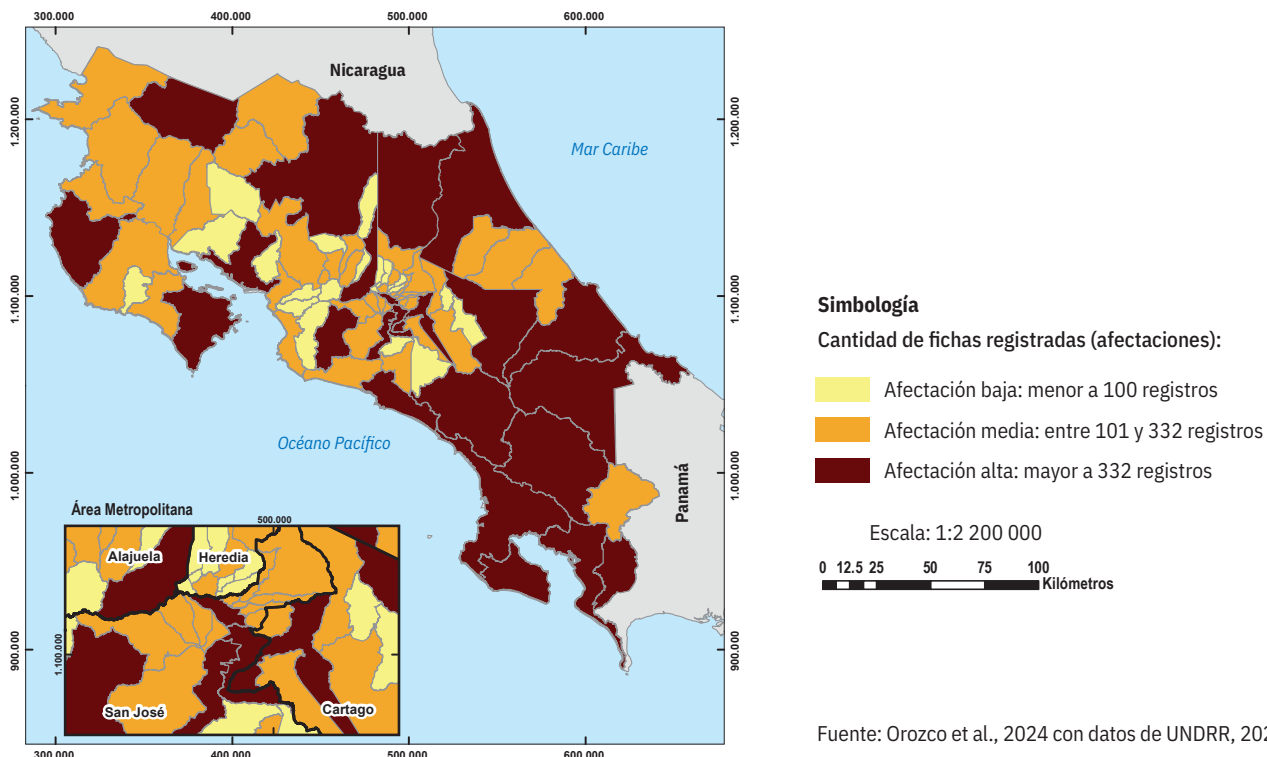 300.000 400.000 500.000 600.000
Nicaragua
1.200.000 1.200.000
Mar Caribe
1.100.000 1.100.000
Océano Pacífico
1.000.000 1.000.000
Panamá
900.000 900.000
Área Metropolitana
500.000
Alajuela
Heredia
1.100.000
San José
Cartago
300.000 400.000 500.000 600.000
Simbología
Cantidad de fichas registradas (afectaciones):
Afectación baja: menor a 100 registros
Afectación media: entre 101 y 332 registros
Afectación alta: mayor a 332 registros
Escala: 1:2 200 000
0 12.5 25 50 75 100
Kilómetros
Fuente: Orozco et al., 2024 con datos de UNDRR, 202